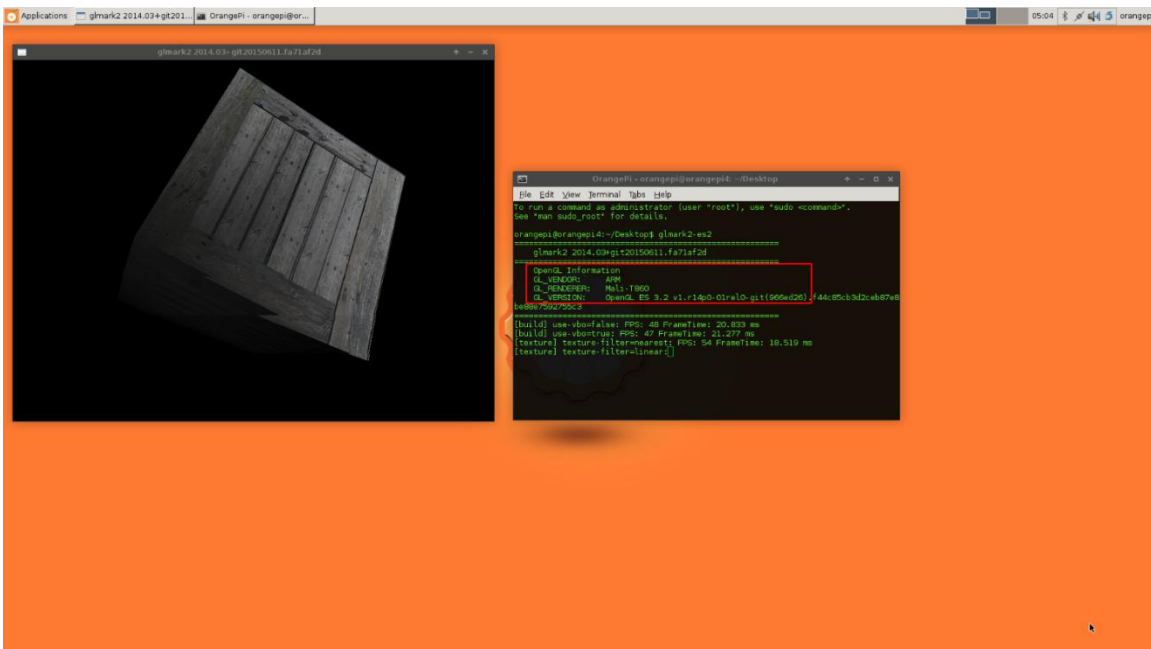 Applications glmark2 2014.03+git201... OrangePi - orangepi@or... 05:04 orangep
glmark2 2014.03+git20150611.fa71af2d
OrangePi - orangepi@orangepi4: ~/Desktop
File Edit View Terminal Tabs Help
To run a command as administrator (user "root"), use "sudo <command>".
See "man sudo_root" for details.
orangepi@orangepi4:~/Desktop$ glmark2-es2
=======================================================
glmark2 2014.03+git20150611.fa71af2d
=======================================================
OpenGL Information
GL_VENDOR: ARM
GL_RENDERER: Mali-T860
GL_VERSION: OpenGL ES 3.2 v1.r14p0-01rel0-git(966ed26).f44c85cb3d2ceb87e8
be88e7592755c3
=======================================================
[build] use-vbo=false: FPS: 48 FrameTime: 20.833 ms
[build] use-vbo=true: FPS: 47 FrameTime: 21.277 ms
[texture] texture-filter=nearest: FPS: 54 FrameTime: 18.519 ms
[texture] texture-filter=linear: